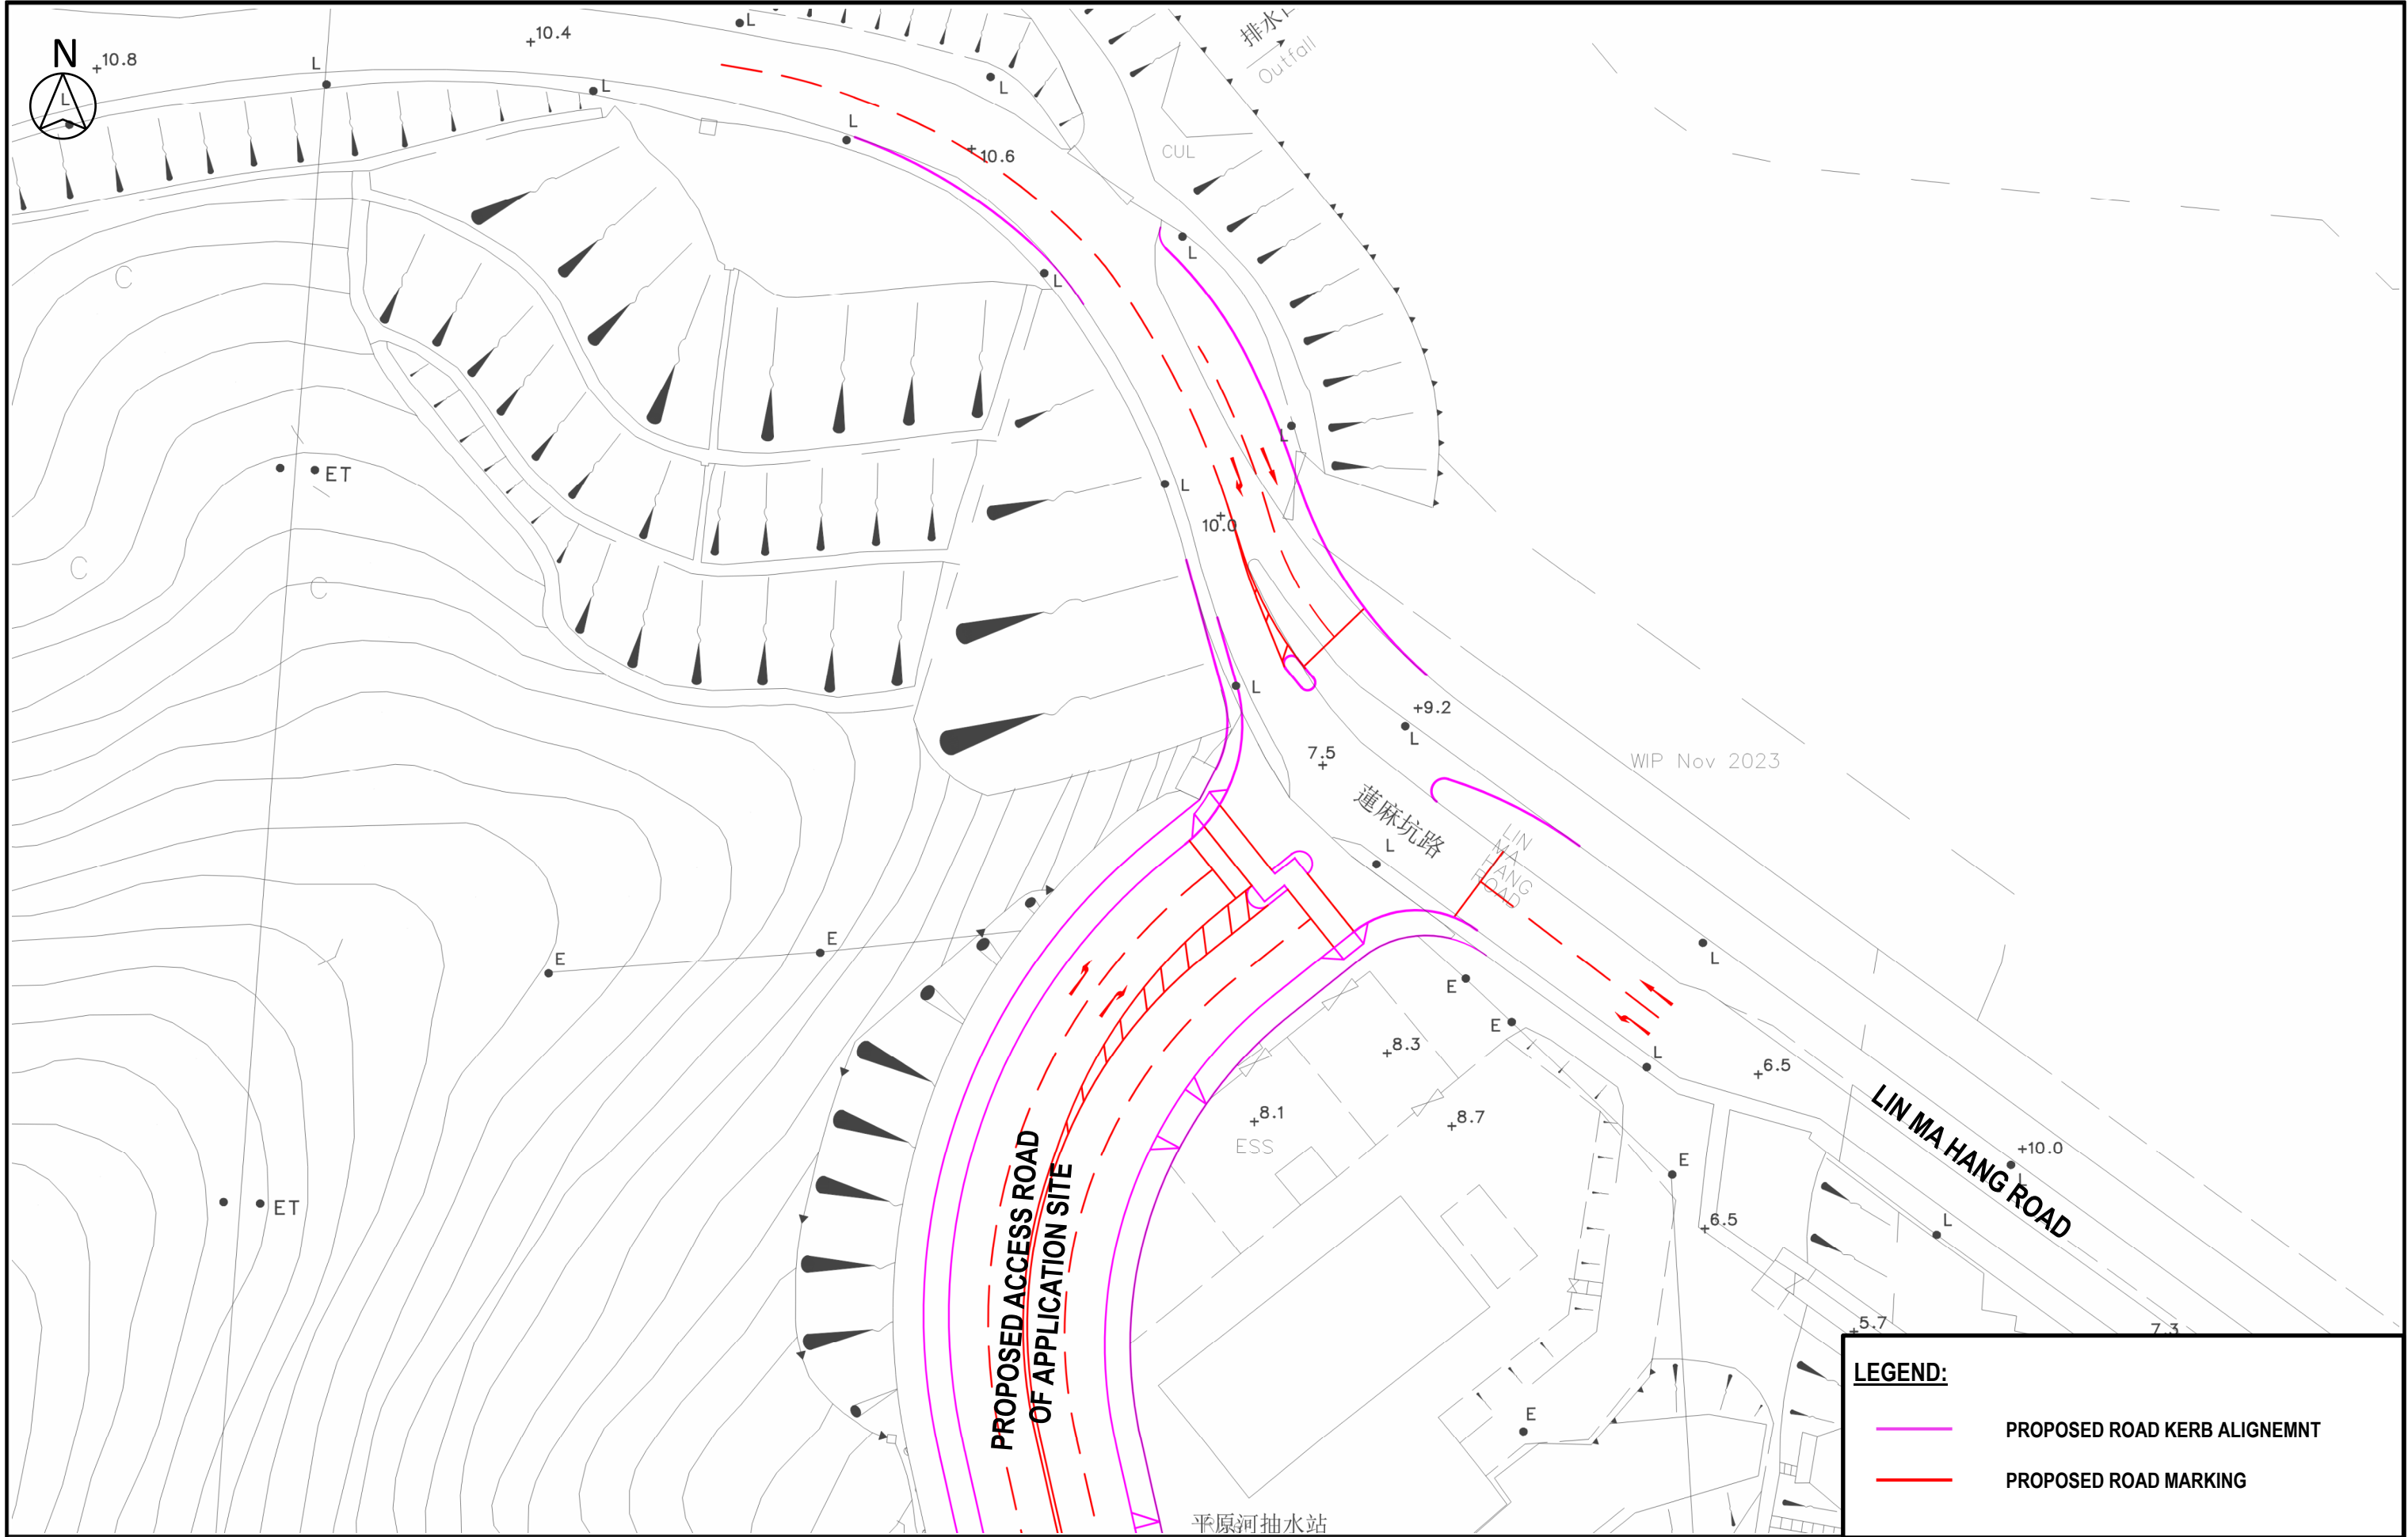 N
L
+10.8
+10.4
L
L
L
L
L
排水
Outfall
CUL
+10.6
L
L
C
L
ET
L
10.0
C
C
L
+9.2
L
7.5
WIP Nov 2023
蓮麻坑路
LIN
MA
HANG
ROAD
L
E
E
L
E
E
L
+8.3
+6.5
+8.1
+8.7
ESS
LIN MA HANG ROAD
+10.0
L
E
ET
+6.5
L
PROPOSED ACCESS ROAD
OF APPLICATION SITE
+5.7
7.3
E
平原河抽水站
LEGEND:
PROPOSED ROAD KERB ALIGNEMNT
PROPOSED ROAD MARKING